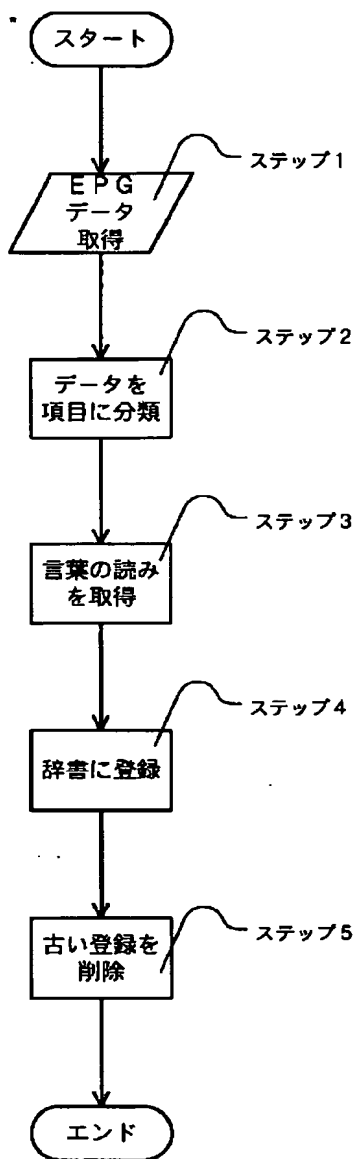 スタート
ステップ1
EPG
データ
取得
ステップ2
データを
項目に分類
ステップ3
言葉の読み
を取得
ステップ4
辞書に登録
ステップ5
古い登録を
削除
エンド